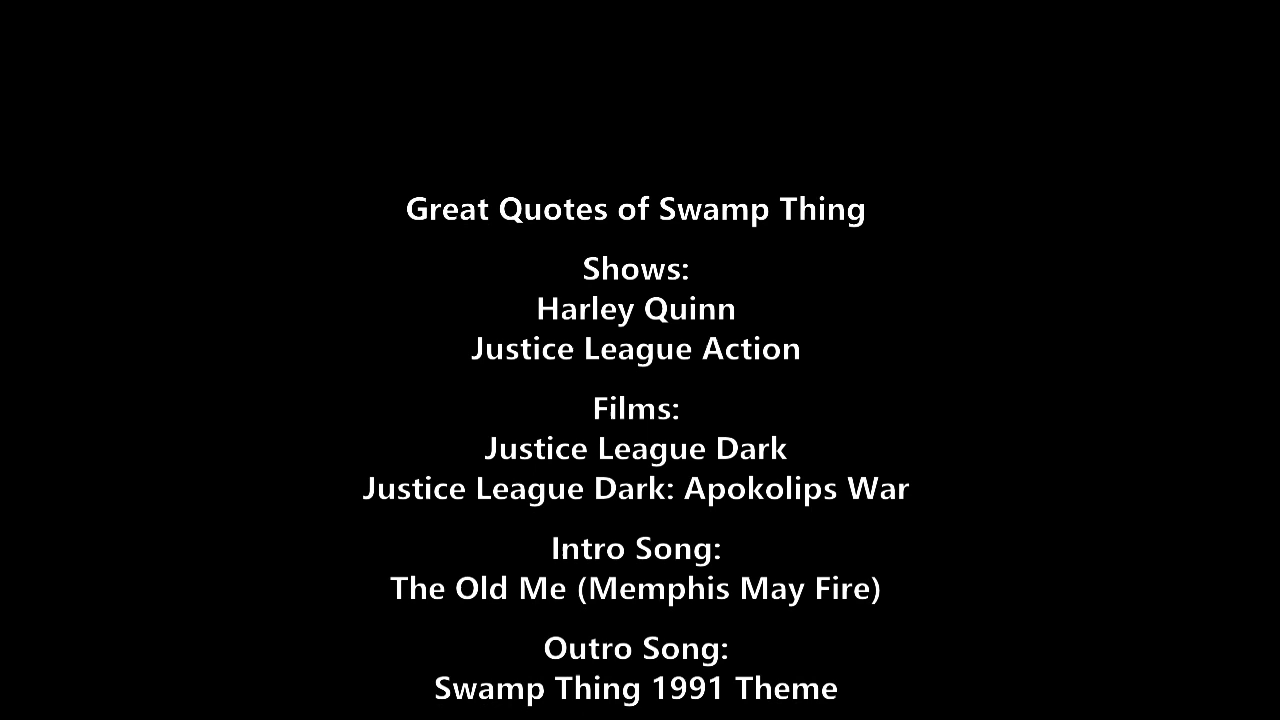 Great Quotes of Swamp Thing
Shows:
Harley Quinn
Justice League Action
Films:
Justice League Dark
Justice League Dark: Apokolips War
Intro Song:
The Old Me (Memphis May Fire)
Outro Song:
Swamp Thing 1991 Theme